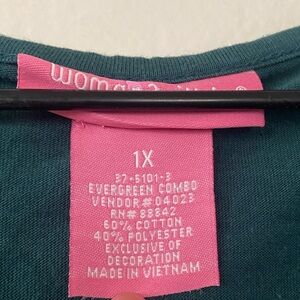 1X
37-5101-3
EVERGREEN COMBO
VENDOR# 04023
RN# 88842
60% COTTON
40% POLYESTER
EXCLUSIVE OF
DECORATION
MADE IN VIETNAM